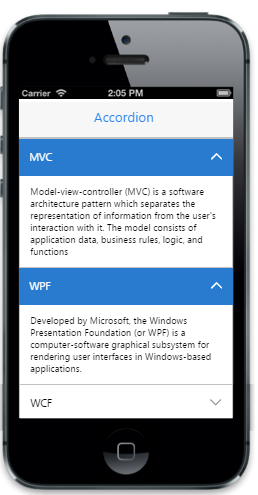 Carrier 2:05 PM
Accordion
MVC
Model-view-controller (MVC) is a software
architecture pattern which separates the
representation of information from the user's
interaction with it. The model consists of
application data, business rules, logic, and
functions
WPF
Developed by Microsoft, the Windows
Presentation Foundation (or WPF) is a
computer-software graphical subsystem for
rendering user interfaces in Windows-based
applications.
WCF